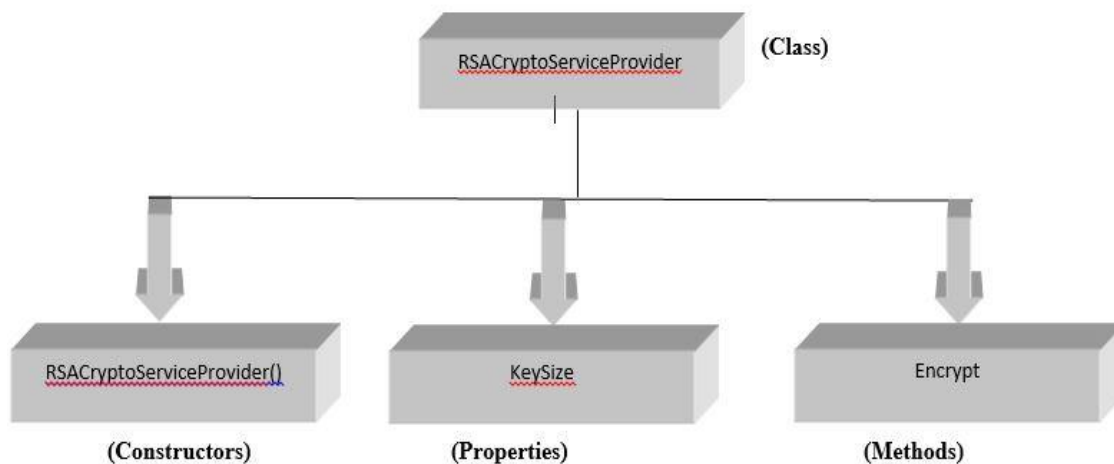 RSACryptoServiceProvider
(Class)
RSACryptoServiceProvider()
KeySize
Encrypt
(Constructors)
(Properties)
(Methods)